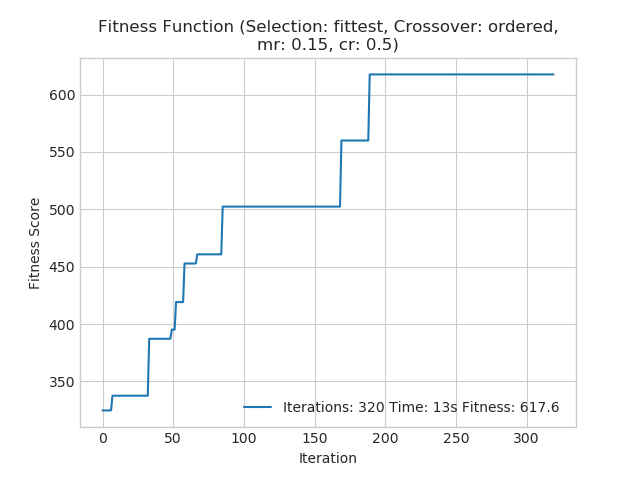 Fitness Function (Selection: fittest, Crossover: ordered,
mr: 0.15, cr: 0.5)
600
550
500
450
400
350
Fitness Score
Iterations: 320 Time: 13s Fitness: 617.6
0 50 100 150 200 250 300
Iteration